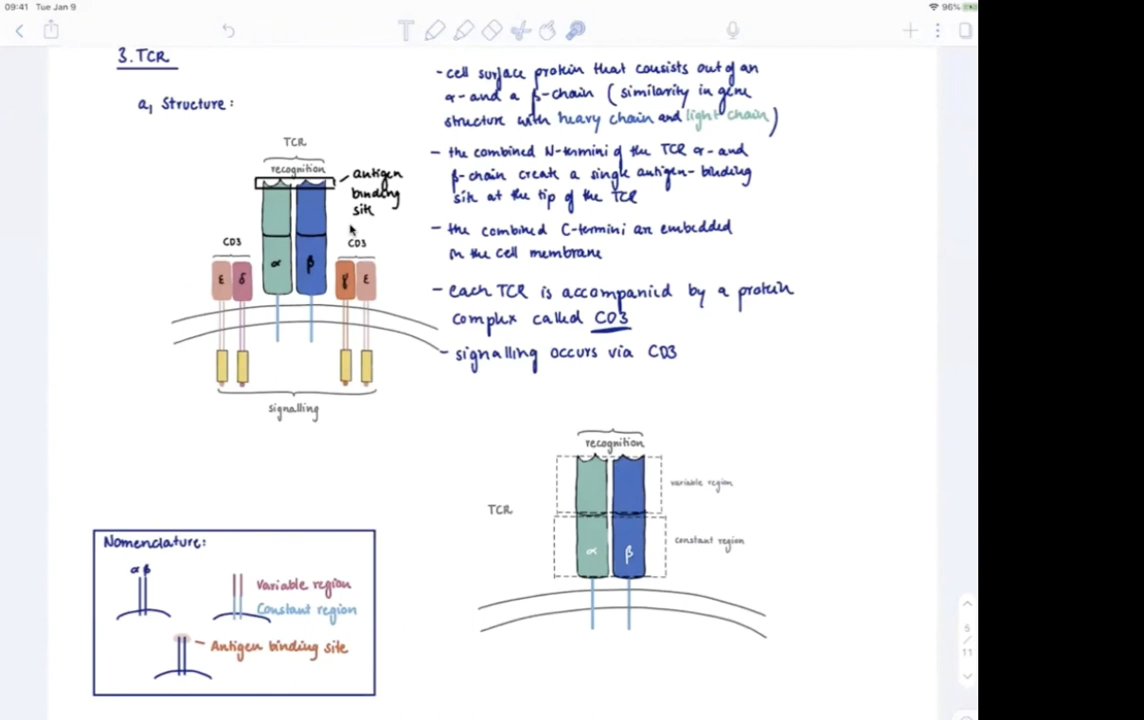 09:41 Tue Jan 9
96%
3. TCR
a, Structure:
TCR
recognition
antigen
binding
site
CD3
CD3
ε
δ
α
β
γ
ε
signalling
- cell surface protein that consists out of an
α- and a β-chain (similarity in gene
structure with heavy chain and light chain)
- the combined N-termini of the TCR α- and
β-chain create a single antigen-binding
site at the tip of the TCR
- the combined C-termini are embedded
in the cell membrane
- each TCR is accompanied by a protein
complex called CD3
- signalling occurs via CD3
recognition
TCR
variable region
constant region
α
β
Nomenclature:
α β
Variable region
Constant region
- Antigen binding site
5
/
11